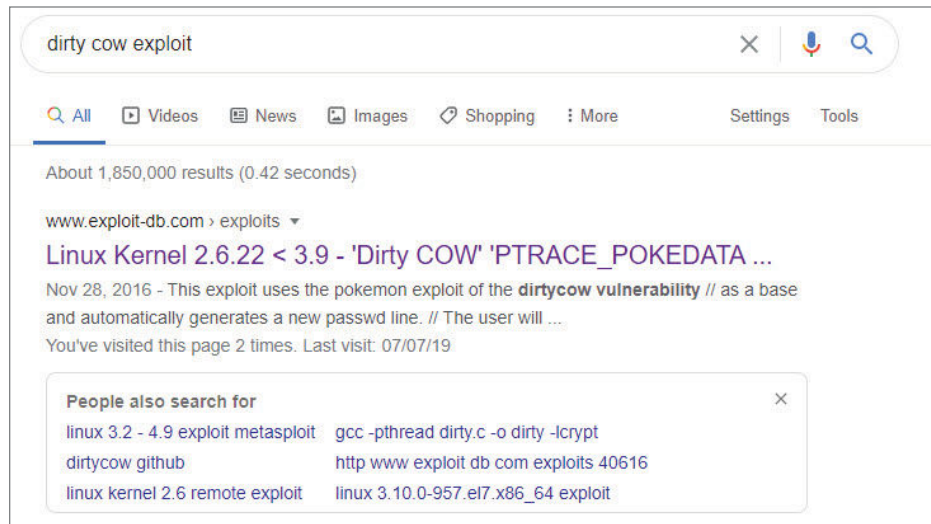 dirty cow exploit
All Videos News Images Shopping More Settings Tools
About 1,850,000 results (0.42 seconds)
www.exploit-db.com › exploits
Linux Kernel 2.6.22 < 3.9 - 'Dirty COW' 'PTRACE_POKEDATA ...
Nov 28, 2016 - This exploit uses the pokemon exploit of the dirtycow vulnerability // as a base
and automatically generates a new passwd line. // The user will ...
You've visited this page 2 times. Last visit: 07/07/19
People also search for
linux 3.2 - 4.9 exploit metasploit gcc -pthread dirty.c -o dirty -lcrypt
dirtycow github http www exploit db com exploits 40616
linux kernel 2.6 remote exploit linux 3.10.0-957.el7.x86_64 exploit